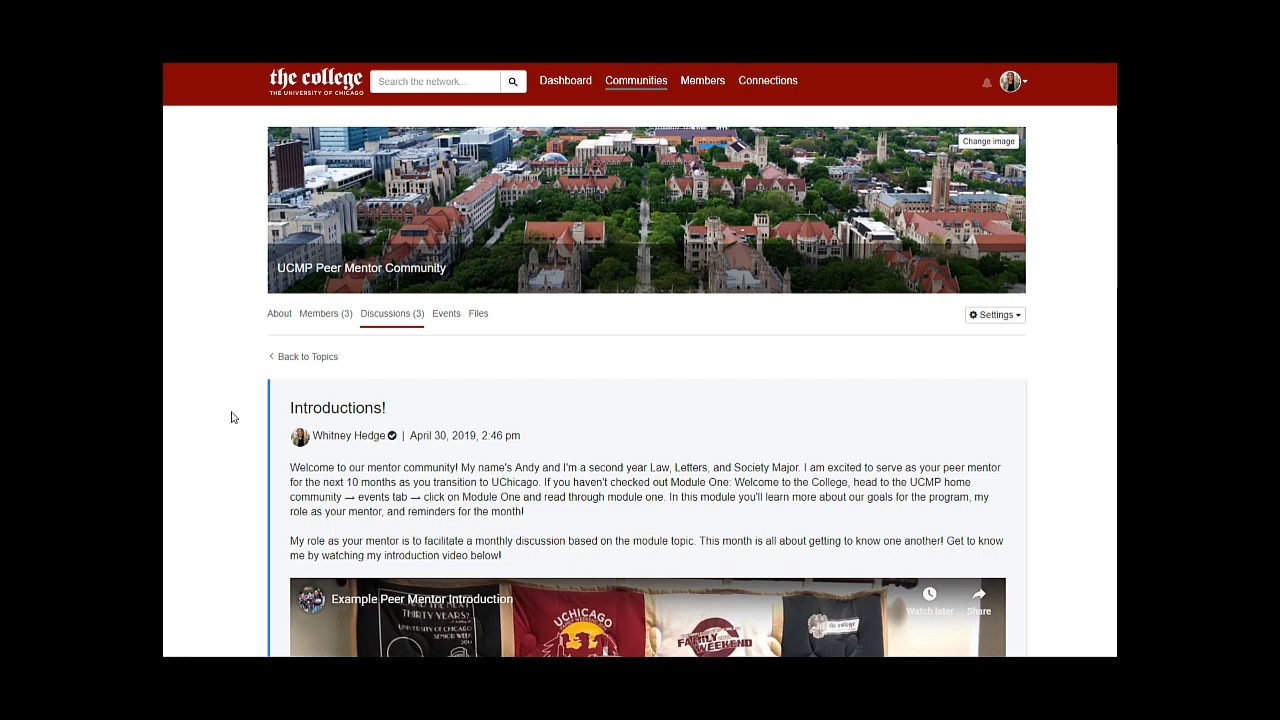 the college
THE UNIVERSITY OF CHICAGO
Search the network...
Dashboard Communities Members Connections
Change image
UCMP Peer Mentor Community
About Members (3) Discussions (3) Events Files
Settings
Back to Topics
Introductions!
Whitney Hedge | April 30, 2019, 2:46 pm
Welcome to our mentor community! My name's Andy and I'm a second year Law, Letters, and Society Major. I am excited to serve as your peer mentor
for the next 10 months as you transition to UChicago. If you haven't checked out Module One: Welcome to the College, head to the UCMP home
community → events tab → click on Module One and read through module one. In this module you'll learn more about our goals for the program, my
role as your mentor, and reminders for the month!
My role as your mentor is to facilitate a monthly discussion based on the module topic. This month is all about getting to know one another! Get to know
me by watching my introduction video below!
Example Peer Mentor Introduction
Watch later
Share
THIRTY YEARS?
UNIVERSITY OF CHICAGO
SENIOR WEEK
UCHICAGO
FAMILY
WEEKEND
the college